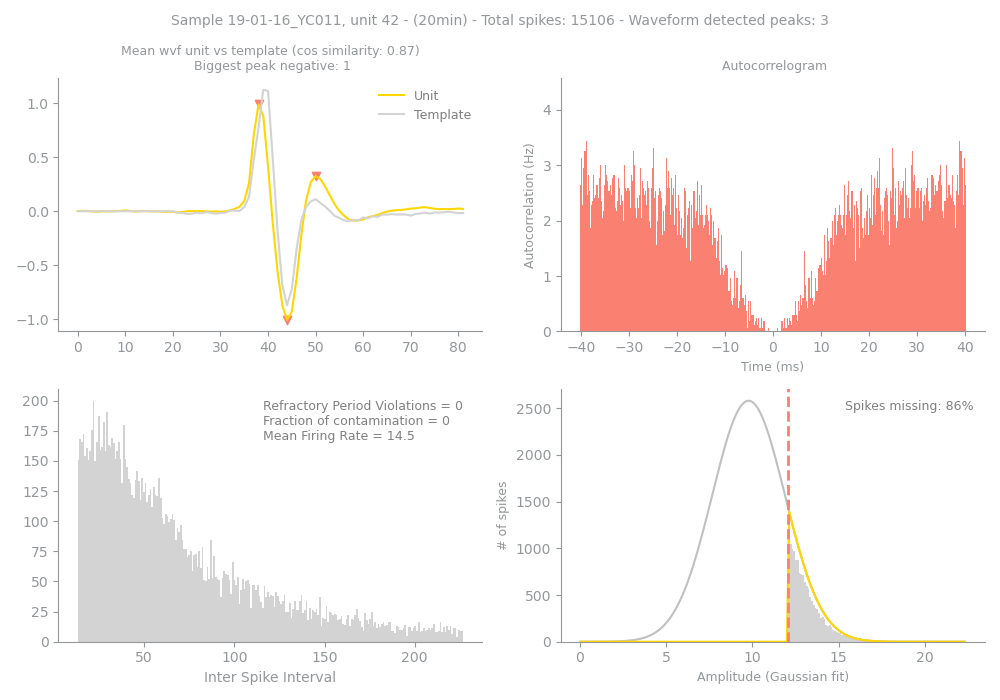 Sample 19-01-16_YC011, unit 42 - (20min) - Total spikes: 15106 - Waveform detected peaks: 3
Mean wvf unit vs template (cos similarity: 0.87)
Biggest peak negative: 1
Unit
Template
1.0
0.5
0.0
−0.5
−1.0
0 10 20 30 40 50 60 70 80
Autocorrelogram
Autocorrelation (Hz)
4
3
2
1
0
−40 −30 −20 −10 0 10 20 30 40
Time (ms)
Refractory Period Violations = 0
Fraction of contamination = 0
Mean Firing Rate = 14.5
200
175
150
125
100
75
50
25
0
50 100 150 200
Inter Spike Interval
Spikes missing: 86%
# of spikes
2500
2000
1500
1000
500
0
0 5 10 15 20
Amplitude (Gaussian fit)